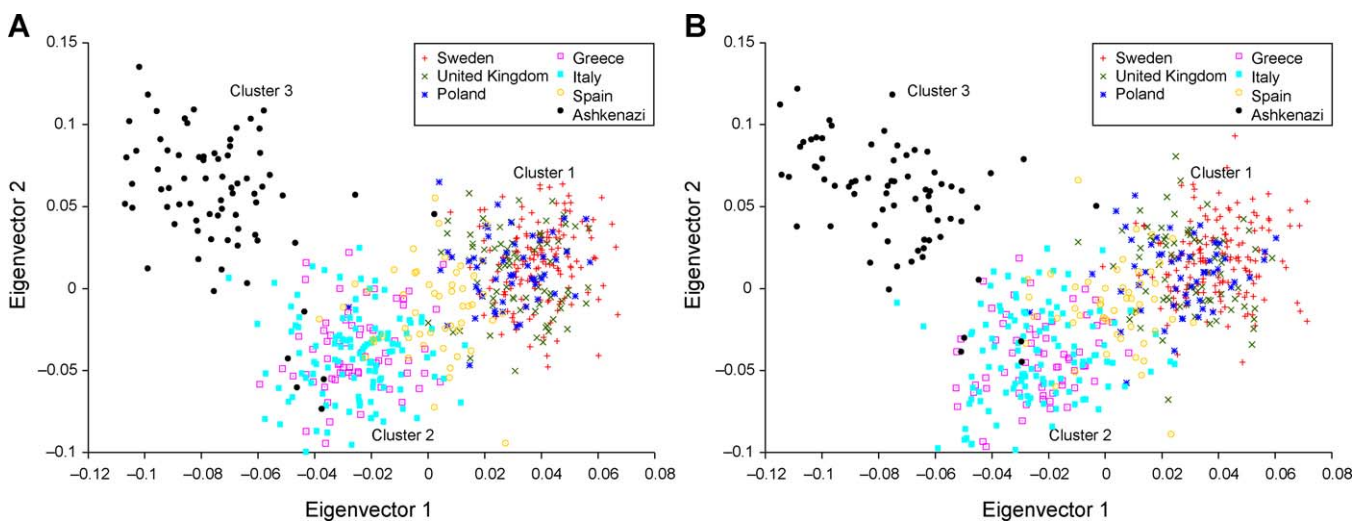 A
0.15
0.1
0.05
0
−0.05
−0.1
Eigenvector 2
Cluster 3
Cluster 1
Cluster 2
Sweden
United Kingdom
Poland
Greece
Italy
Spain
Ashkenazi
−0.12 −0.1 −0.08 −0.06 −0.04 −0.02 0 0.02 0.04 0.06 0.08
Eigenvector 1
B
0.15
0.1
0.05
0
−0.05
−0.1
Eigenvector 2
Cluster 3
Cluster 1
Cluster 2
Sweden
United Kingdom
Poland
Greece
Italy
Spain
Ashkenazi
−0.12 −0.1 −0.08 −0.06 −0.04 −0.02 0 0.02 0.04 0.06 0.08
Eigenvector 1